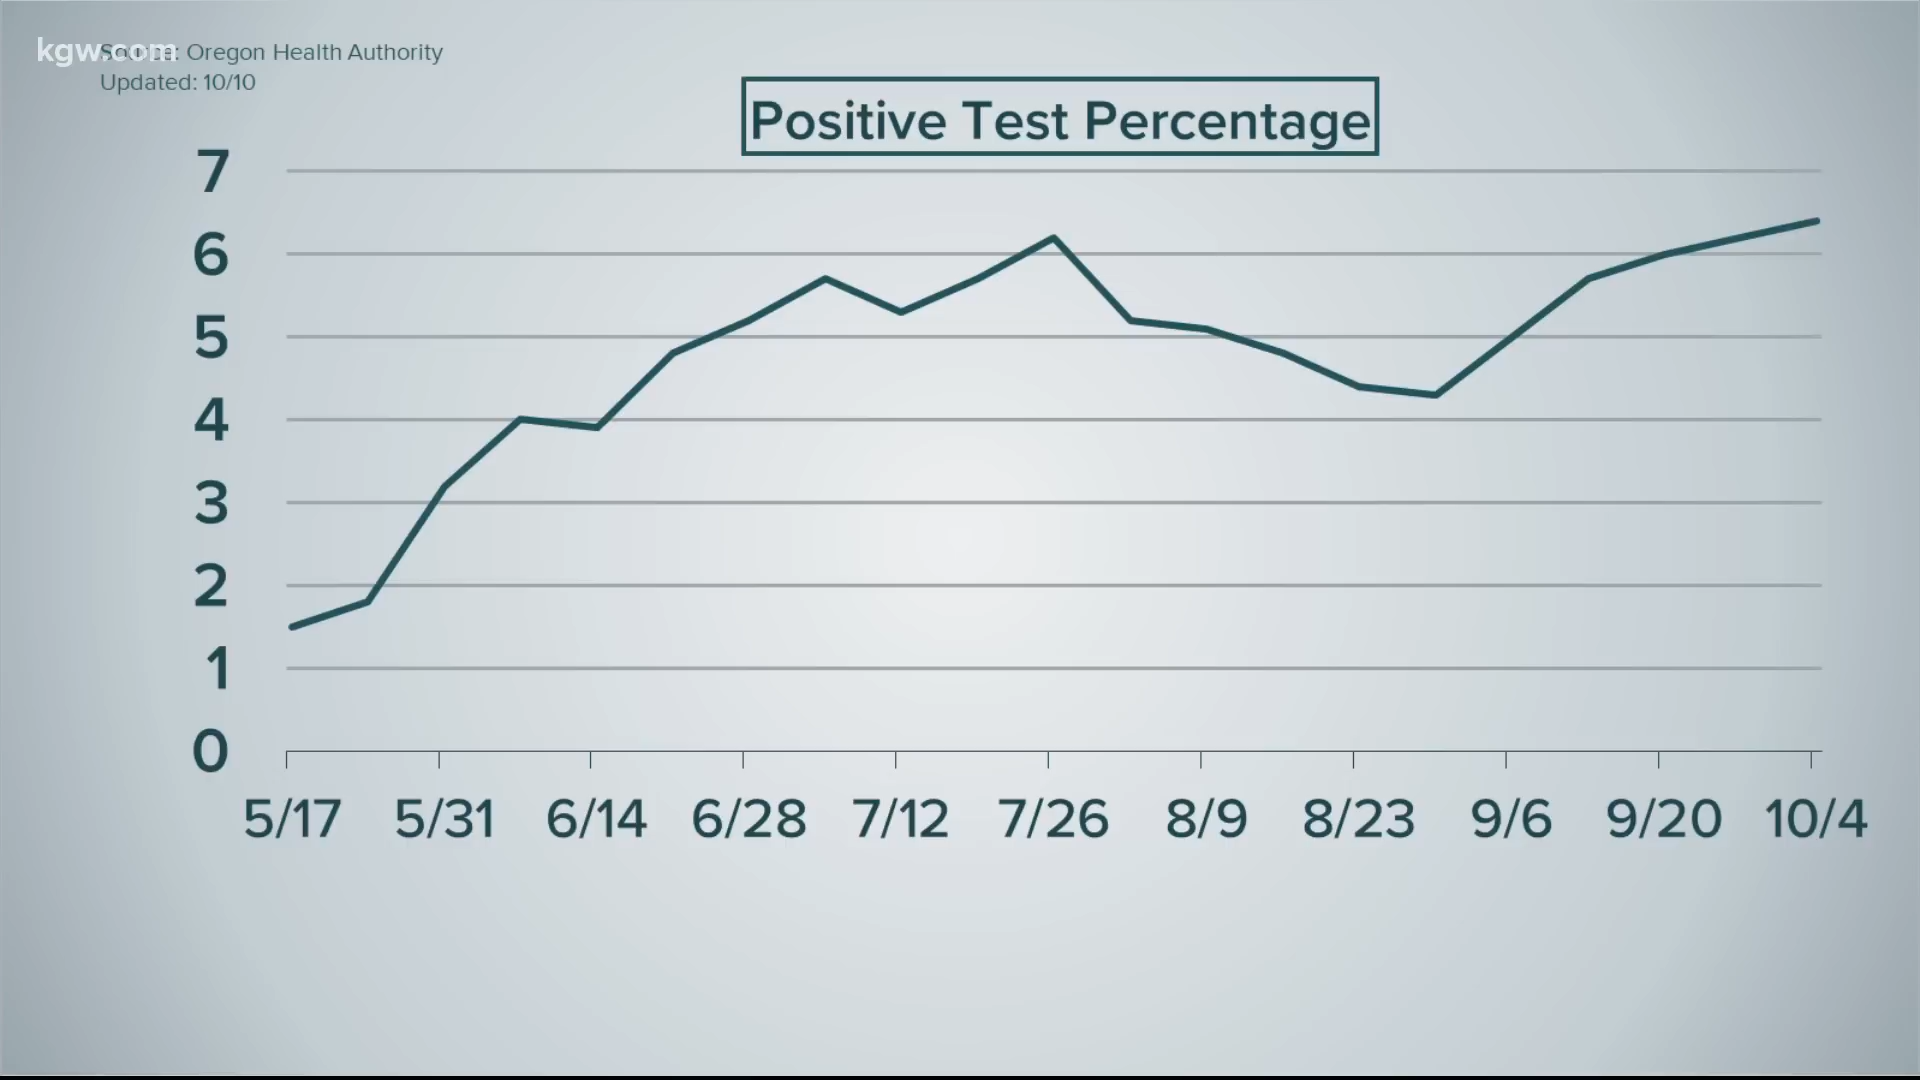 kgw.com
Source: Oregon Health Authority
Updated: 10/10
Positive Test Percentage
7
6
5
4
3
2
1
0
5/17 5/31 6/14 6/28 7/12 7/26 8/9 8/23 9/6 9/20 10/4